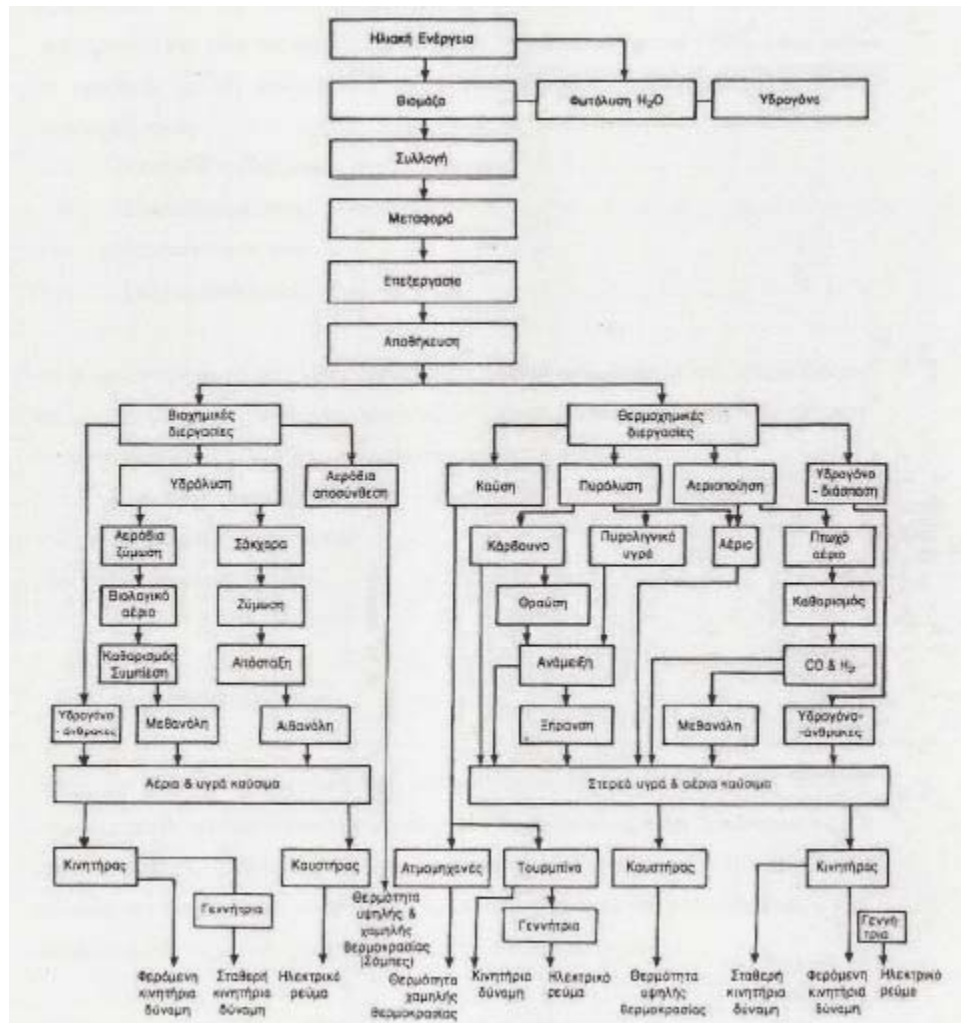 Ηλιακή Ενέργεια
Βιομάζα
Φωτόλυση H₂O
Υδρογόνο
Συλλογή
Μεταφορά
Επεξεργασία
Αποθήκευση
Βιοχημικές
διεργασίες
Θερμοχημικές
διεργασίες
Υδρόλυση
Αερόβια
αποσύνθεση
Καύση
Πυρόλυση
Αεριοποίηση
Υδρογόνο
- διάσπαση
Αερόβια
ζύμωση
Σάκχαρα
Κάρβουνο
Πυρολιγνικά
υγρά
Αέριο
Πτωχό
αέριο
Βιολογικό
αέριο
Ζύμωση
Θραύση
Καθαρισμός
Καθαρισμός
Συμπίεση
Απόσταξη
Ανάμειξη
CO & H₂
Υδρογόνο
-άνθρακες
Μεθανόλη
Αιθανόλη
Ξήρανση
Μεθανόλη
Υδρογόνο-
-άνθρακες
Αέρια & υγρά καύσιμα
Στερεά υγρά & αέρια καύσιμα
Κινητήρας
Καυστήρας
Ατμομηχανές
Τουρμπίνα
Καυστήρας
Κινητήρας
Γεννήτρια
Θερμότητα
υψηλής &
χαμηλής
θερμοκρασίας
(Σόμπες)
Γεννήτρια
Γεννή-
τρια
Φερόμενη
κινητήρια
δύναμη
Σταθερή
κινητήρια
δύναμη
Ηλεκτρικό
ρεύμα
Θερμότητα
χαμηλής
θερμοκρασίας
Κινητήρια
δύναμη
Ηλεκτρικό
ρεύμα
Θερμότητα
υψηλής
θερμοκρασίας
Σταθερή
κινητήρια
δύναμη
Φερόμενη
κινητήρια
δύναμη
Ηλεκτρικό
ρεύμα